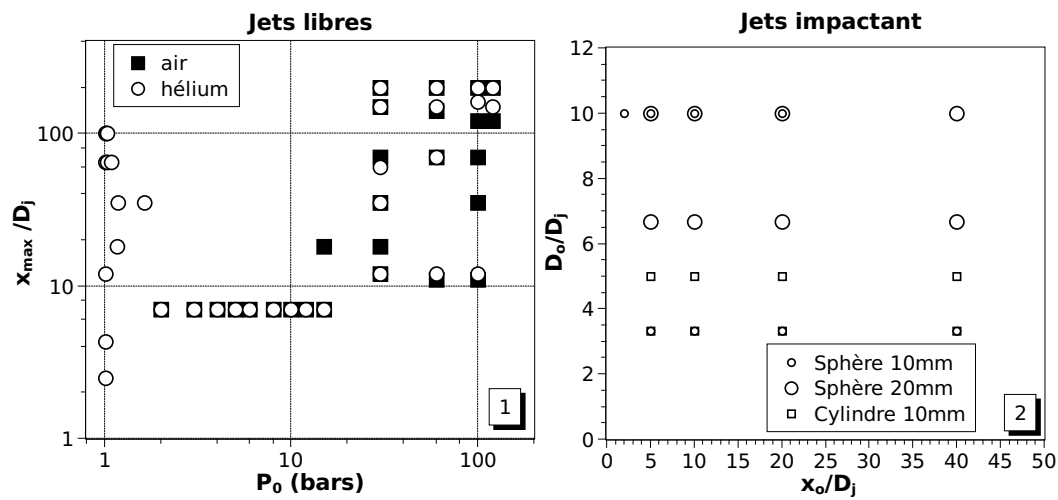 Jets libres
air
hélium
100
10
1
x_max /D_j
1
10
100
P_0 (bars)
1
Jets impactant
12
10
8
6
4
2
0
D_o/D_j
Sphère 10mm
Sphère 20mm
Cylindre 10mm
2
0 5 10 15 20 25 30 35 40 45 50
x_o/D_j